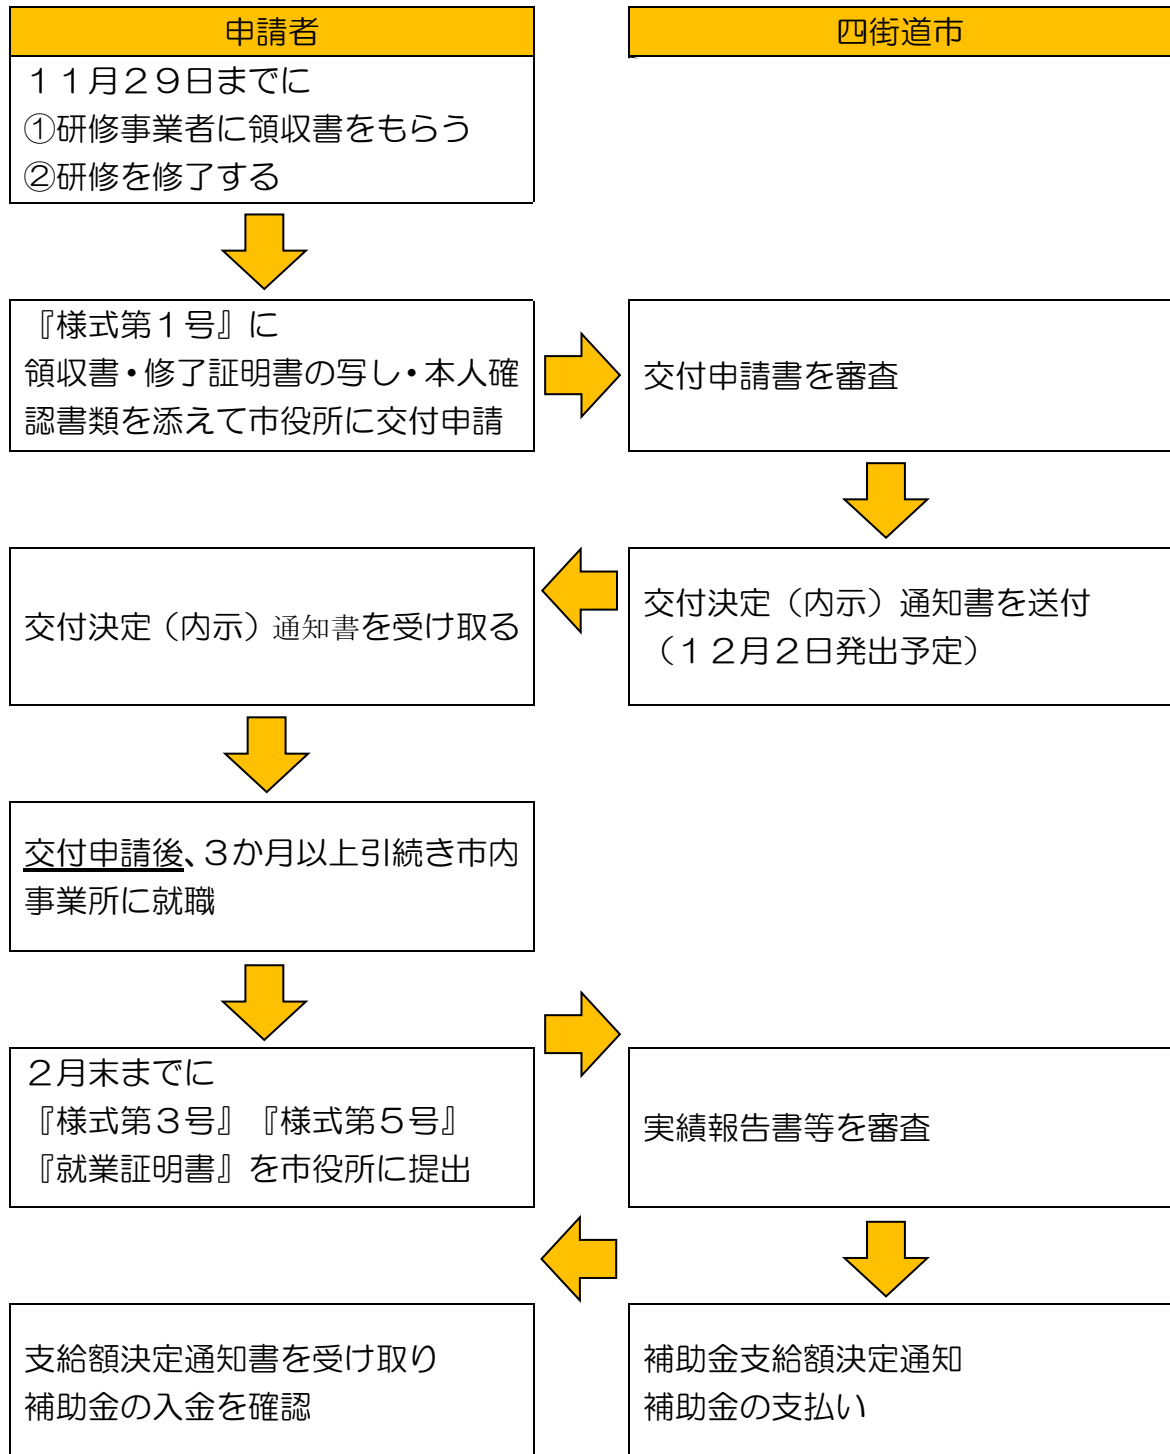 申請者
四街道市
１１月２９日までに
①研修事業者に領収書をもらう
②研修を修了する
『様式第１号』に
領収書・修了証明書の写し・本人確
認書類を添えて市役所に交付申請
交付申請書を審査
交付決定（内示）通知書を送付
（１２月２日発出予定）
交付決定（内示）通知書を受け取る
交付申請後、３か月以上引続き市内
事業所に就職
２月末までに
『様式第３号』『様式第５号』
『就業証明書』を市役所に提出
実績報告書等を審査
補助金支給額決定通知
補助金の支払い
支給額決定通知書を受け取り
補助金の入金を確認